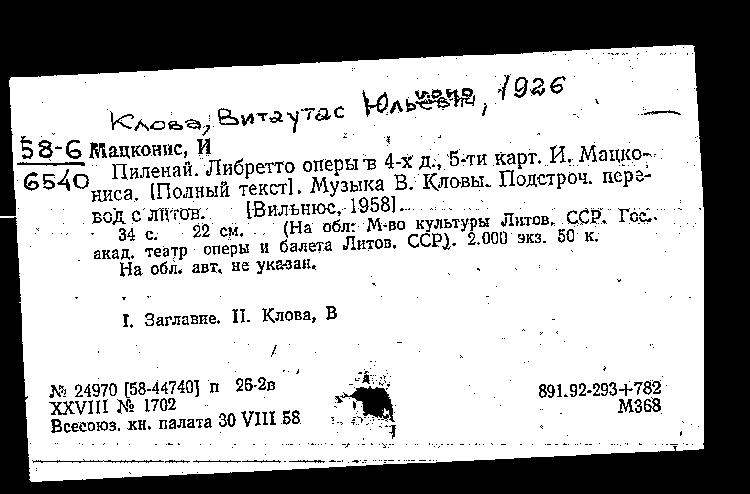 Клова, Витаутас Юльевич, 1926
58-6 Мацконис, И
6540 Пиленай. Либретто оперы в 4-х д., 5-ти карт. И. Мацко-
ниса. [Полный текст]. Музыка В. Кловы. Подстроч. пере-
вод с литов. [Вильнюс, 1958].
34 с. 22 см. (На обл: М-во культуры Литов. ССР. Гос.
акад. театр оперы и балета Литов. ССР). 2.000 экз. 50 к.
На обл. авт. не указан.
I. Заглавие. II. Клова, В
№ 24970 [58-44740] п 26-2в
891.92-293+782
XXVIII № 1702
М368
Всесоюз. кн. палата 30 VIII 58